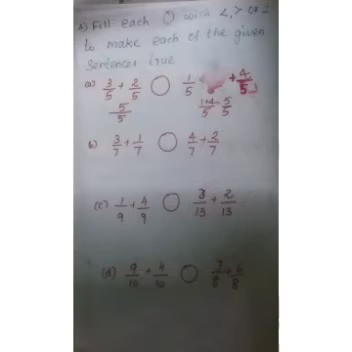 Fill each ○ with <, > or =
to make each of the given
sentences true
(a) 3/5 + 2/5 ○ 1/5 + 4/5
5/5 1+4/5 5/5
b) 3/7 + 1/7 ○ 4/7 + 2/7
(c) 1/9 + 4/9 ○ 3/13 + 2/13
(d) 9/10 + 4/10 ○ 7/8 + 6/8